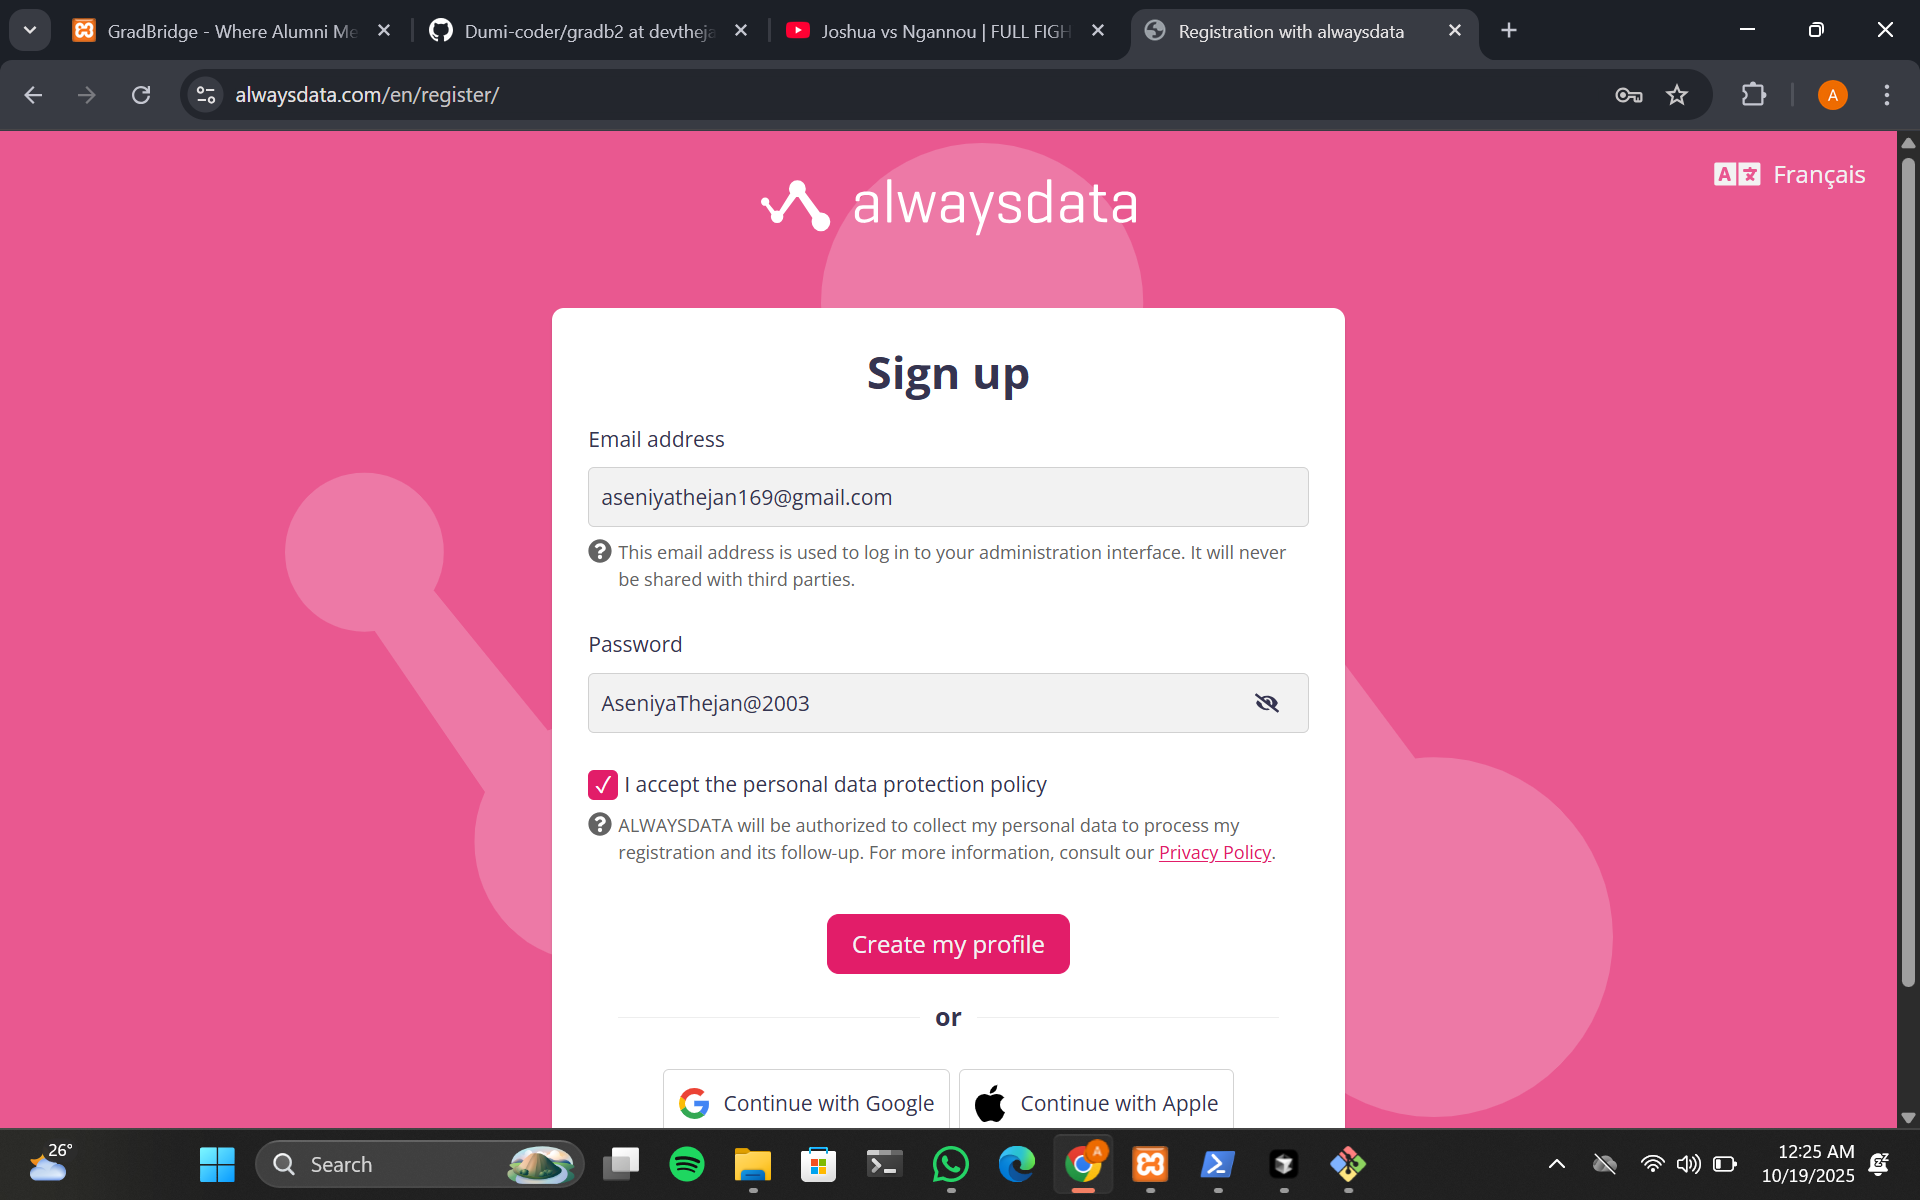 GradBridge - Where Alumni Me
Dumi-coder/gradb2 at devtheja
Joshua vs Ngannou | FULL FIGH
Registration with alwaysdata
alwaysdata.com/en/register/
A
Français
alwaysdata
Sign up
Email address
aseniyathejan169@gmail.com
This email address is used to log in to your administration interface. It will never
be shared with third parties.
Password
AseniyaThejan@2003
I accept the personal data protection policy
ALWAYSDATA will be authorized to collect my personal data to process my
registration and its follow-up. For more information, consult our Privacy Policy.
Create my profile
or
Continue with Google
Continue with Apple
26°
Search
A
12:25 AM
10/19/2025